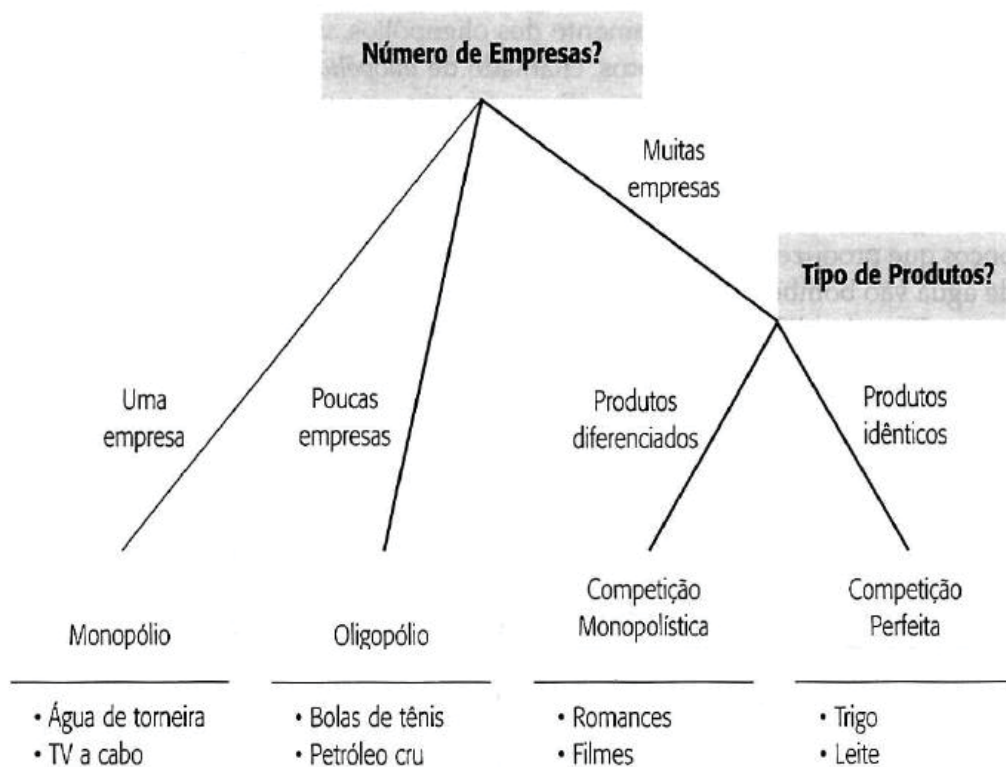 Número de Empresas?
Muitas
empresas
Tipo de Produtos?
Uma
empresa
Poucas
empresas
Produtos
diferenciados
Produtos
idênticos
Monopólio
Oligopólio
Competição
Monopolística
Competição
Perfeita
• Água de torneira
• TV a cabo
• Bolas de tênis
• Petróleo cru
• Romances
• Filmes
• Trigo
• Leite